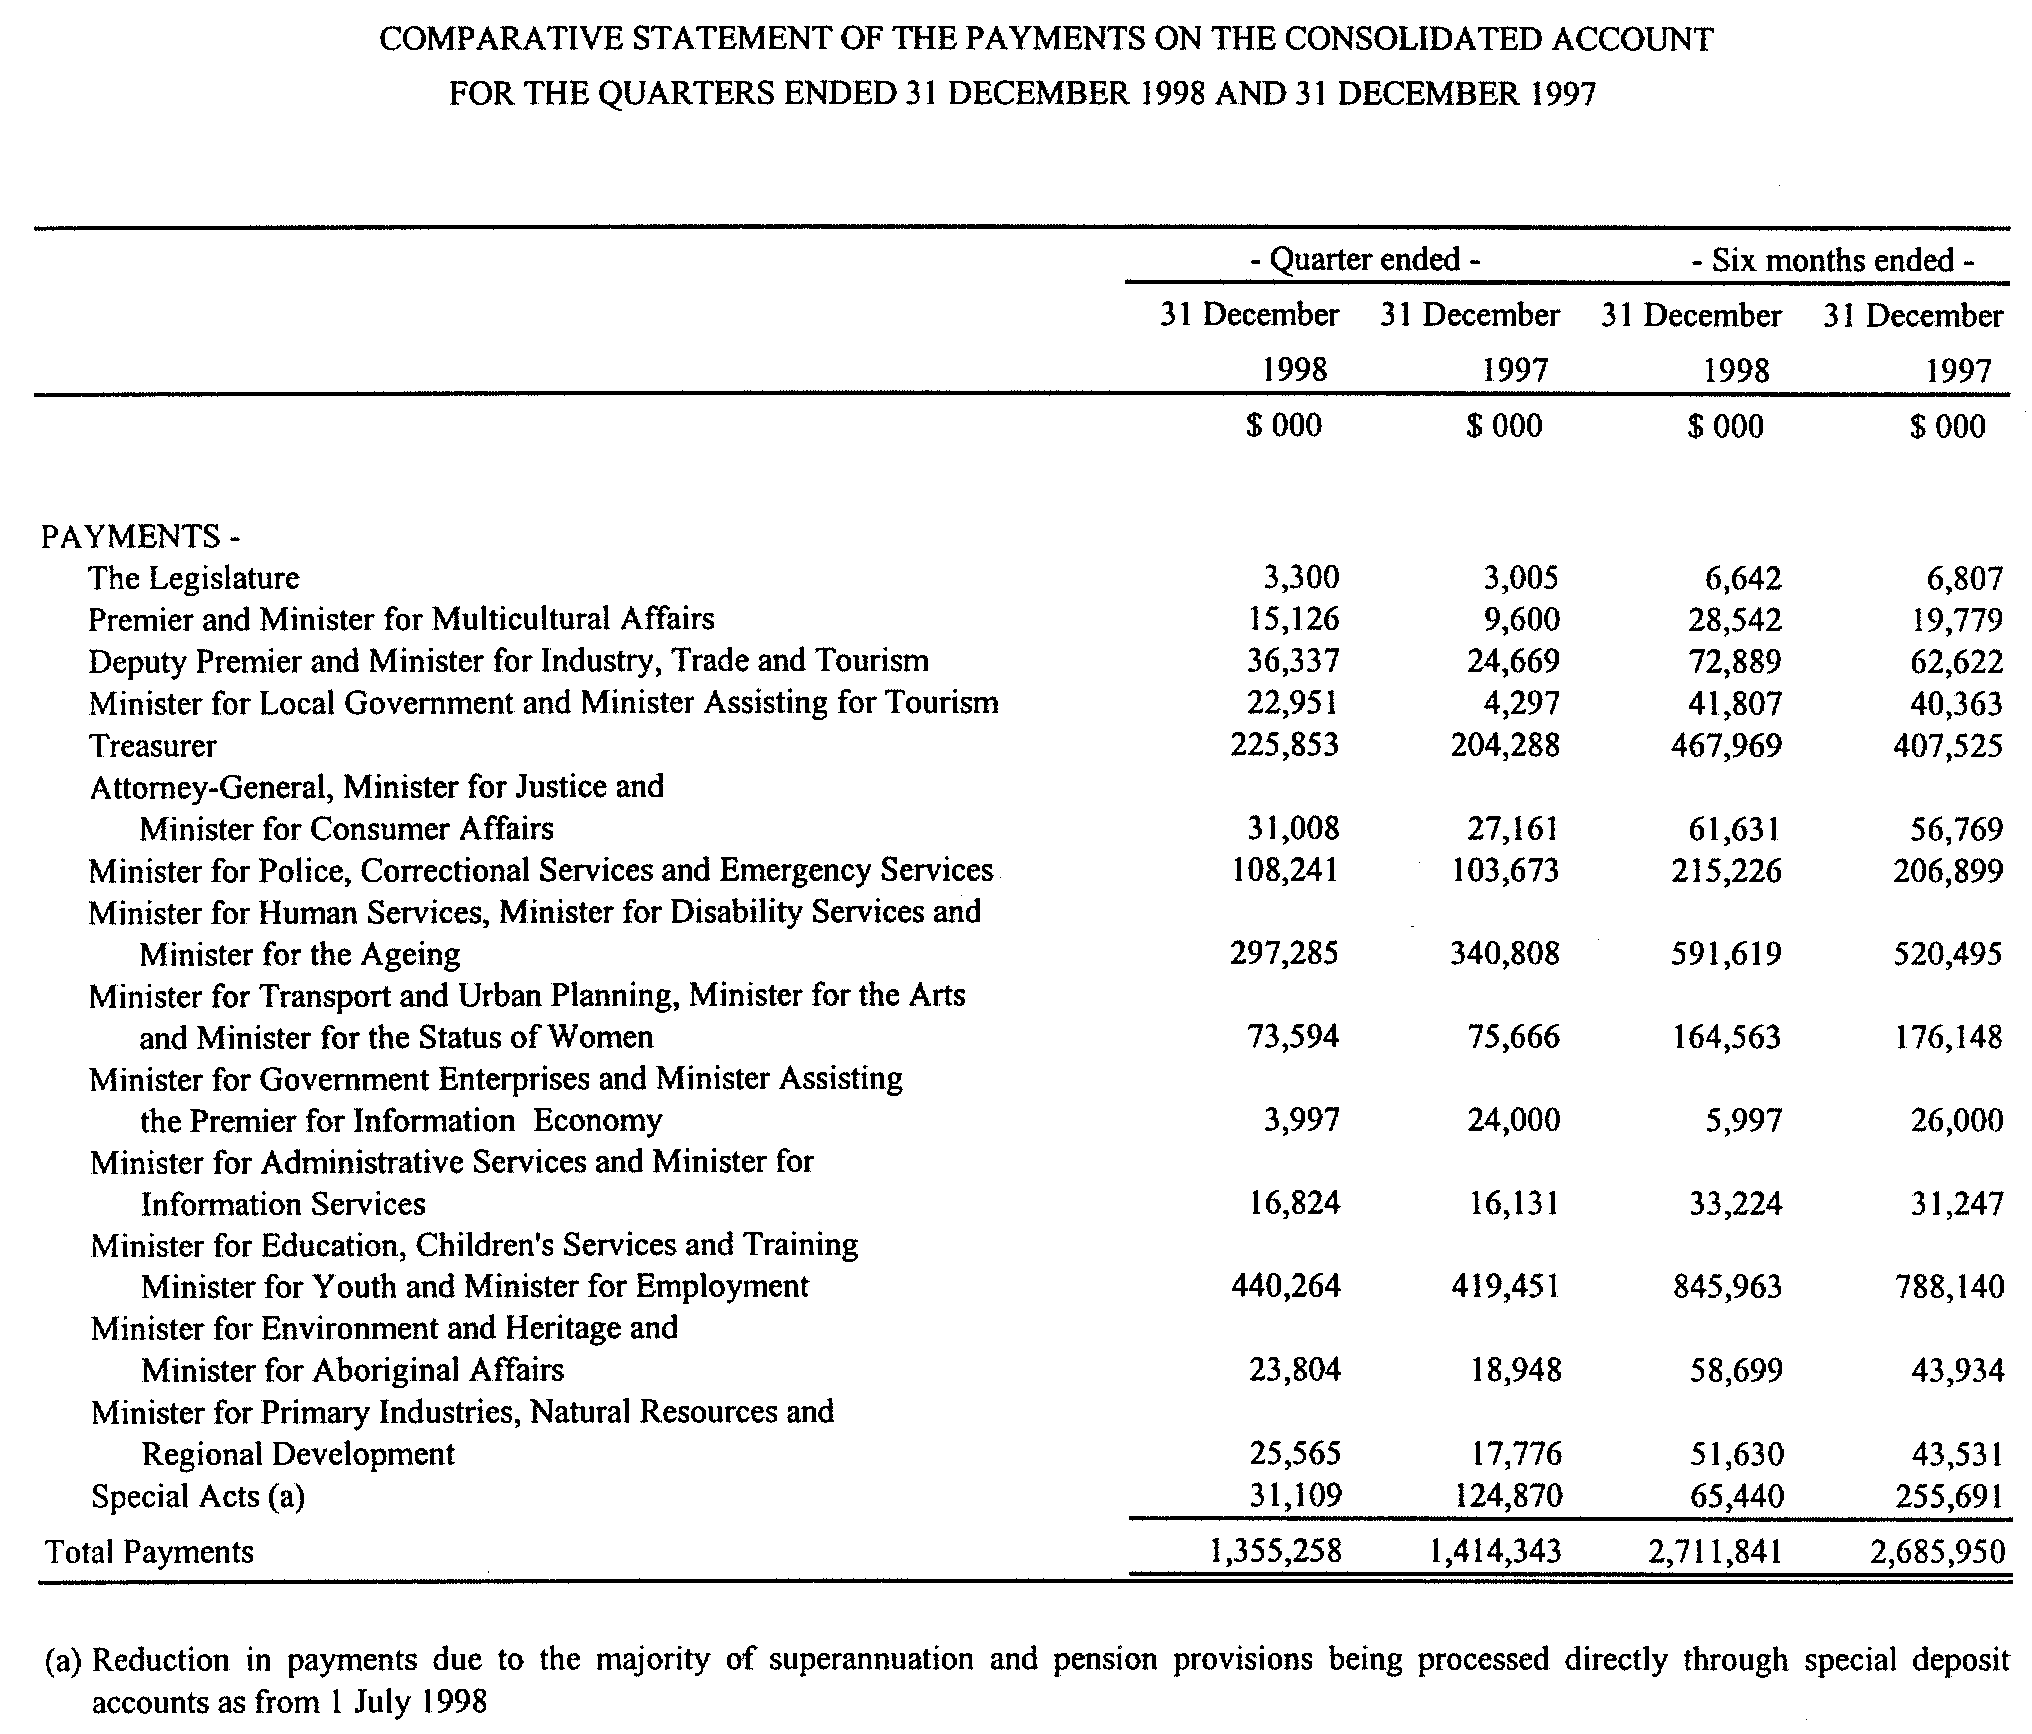 COMPARATIVE STATEMENT OF THE PAYMENTS ON THE CONSOLIDATED ACCOUNT
FOR THE QUARTERS ENDED 31 DECEMBER 1998 AND 31 DECEMBER 1997
- Quarter ended - - Six months ended -
31 December 31 December 31 December 31 December
1998 1997 1998 1997
$ 000 $ 000 $ 000 $ 000
PAYMENTS -
The Legislature 3,300 3,005 6,642 6,807
Premier and Minister for Multicultural Affairs 15,126 9,600 28,542 19,779
Deputy Premier and Minister for Industry, Trade and Tourism 36,337 24,669 72,889 62,622
Minister for Local Government and Minister Assisting for Tourism 22,951 4,297 41,807 40,363
Treasurer 225,853 204,288 467,969 407,525
Attorney-General, Minister for Justice and
Minister for Consumer Affairs 31,008 27,161 61,631 56,769
Minister for Police, Correctional Services and Emergency Services 108,241 103,673 215,226 206,899
Minister for Human Services, Minister for Disability Services and
Minister for the Ageing 297,285 340,808 591,619 520,495
Minister for Transport and Urban Planning, Minister for the Arts
and Minister for the Status of Women 73,594 75,666 164,563 176,148
Minister for Government Enterprises and Minister Assisting
the Premier for Information Economy 3,997 24,000 5,997 26,000
Minister for Administrative Services and Minister for
Information Services 16,824 16,131 33,224 31,247
Minister for Education, Children's Services and Training
Minister for Youth and Minister for Employment 440,264 419,451 845,963 788,140
Minister for Environment and Heritage and
Minister for Aboriginal Affairs 23,804 18,948 58,699 43,934
Minister for Primary Industries, Natural Resources and
Regional Development 25,565 17,776 51,630 43,531
Special Acts (a) 31,109 124,870 65,440 255,691
Total Payments 1,355,258 1,414,343 2,711,841 2,685,950
(a) Reduction in payments due to the majority of superannuation and pension provisions being processed directly through special deposit
accounts as from 1 July 1998